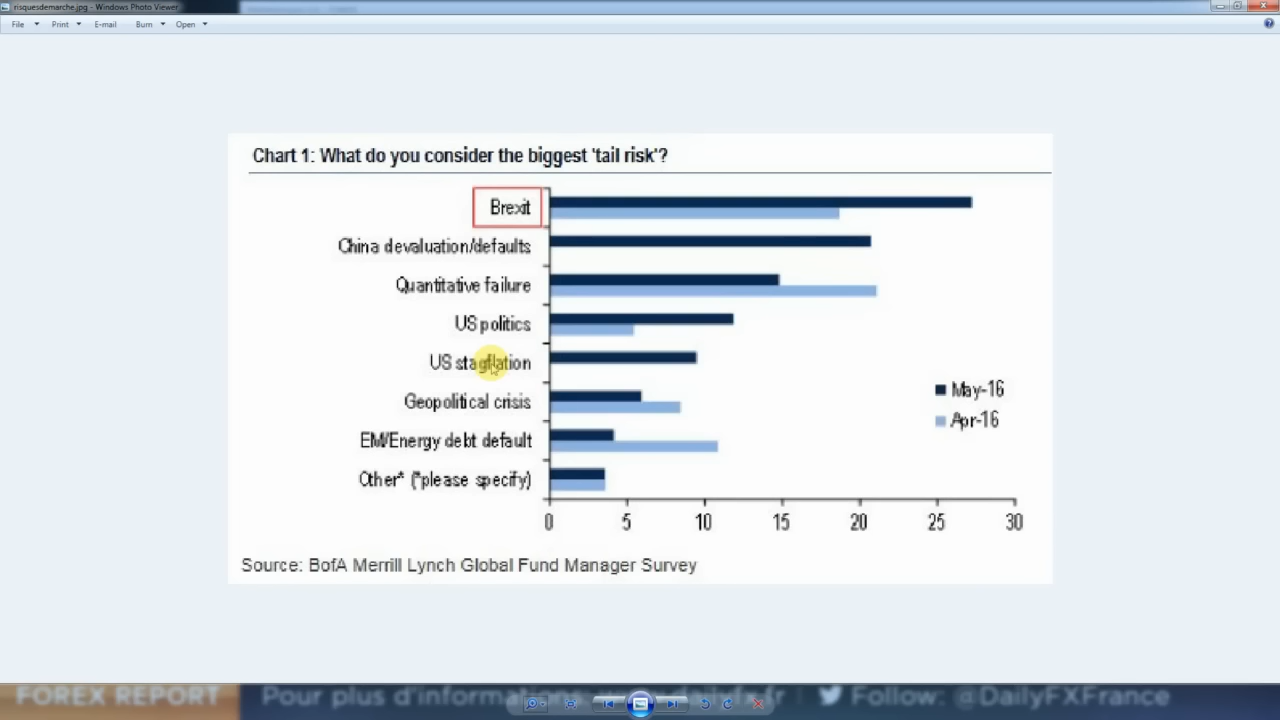 risquesdemarche.jpg - Windows Photo Viewer
File Print E-mail Burn Open
Chart 1: What do you consider the biggest 'tail risk'?
Brexit
China devaluation/defaults
Quantitative failure
US politics
US stagflation
Geopolitical crisis
EM/Energy debt default
Other* (*please specify)
May-16
Apr-16
0 5 10 15 20 25 30
Source: BofA Merrill Lynch Global Fund Manager Survey
FOREX REPORT
Pour plus d'informations
Follow: @DailyFXFrance